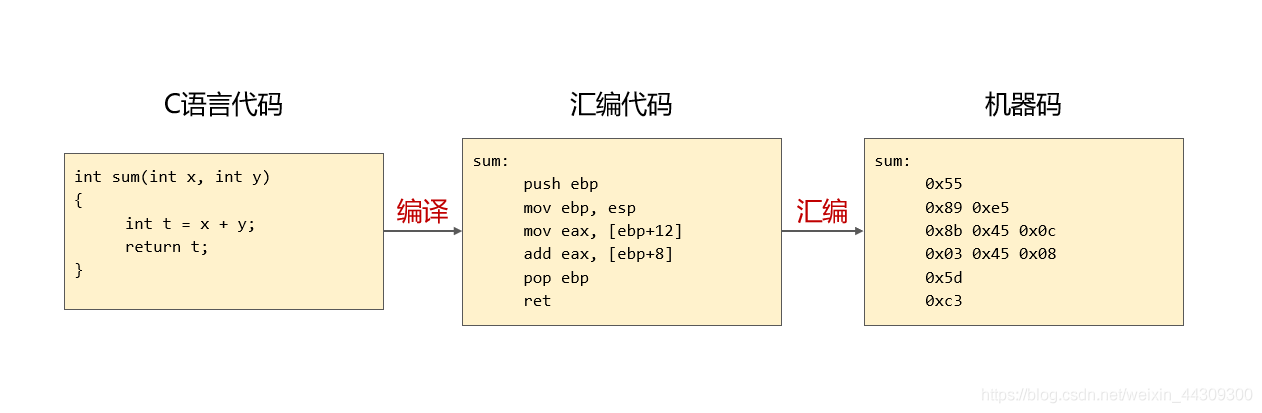 C语言代码
int sum(int x, int y)
{
int t = x + y;
return t;
}
编译
汇编代码
sum:
push ebp
mov ebp, esp
mov eax, [ebp+12]
add eax, [ebp+8]
pop ebp
ret
汇编
机器码
sum:
0x55
0x89 0xe5
0x8b 0x45 0x0c
0x03 0x45 0x08
0x5d
0xc3
https://blog.csdn.net/weixin_44309300